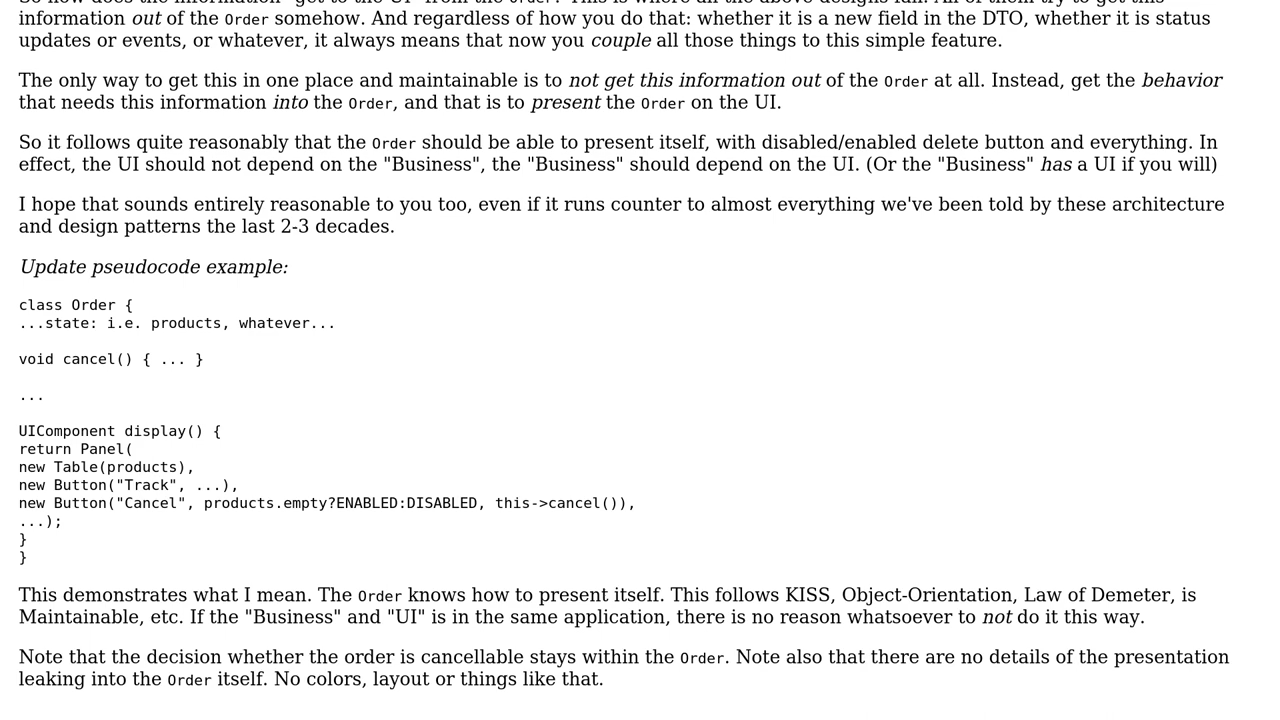 information out of the Order somehow. And regardless of how you do that: whether it is a new field in the DTO, whether it is status
updates or events, or whatever, it always means that now you couple all those things to this simple feature.
The only way to get this in one place and maintainable is to not get this information out of the Order at all. Instead, get the behavior
that needs this information into the Order, and that is to present the Order on the UI.
So it follows quite reasonably that the Order should be able to present itself, with disabled/enabled delete button and everything. In
effect, the UI should not depend on the "Business", the "Business" should depend on the UI. (Or the "Business" has a UI if you will)
I hope that sounds entirely reasonable to you too, even if it runs counter to almost everything we've been told by these architecture
and design patterns the last 2-3 decades.
Update pseudocode example:
class Order {
...state: i.e. products, whatever...
void cancel() { ... }
...
UIComponent display() {
return Panel(
new Table(products),
new Button("Track", ...),
new Button("Cancel", products.empty?ENABLED:DISABLED, this->cancel()),
...);
}
}
This demonstrates what I mean. The Order knows how to present itself. This follows KISS, Object-Orientation, Law of Demeter, is
Maintainable, etc. If the "Business" and "UI" is in the same application, there is no reason whatsoever to not do it this way.
Note that the decision whether the order is cancellable stays within the Order. Note also that there are no details of the presentation
leaking into the Order itself. No colors, layout or things like that.